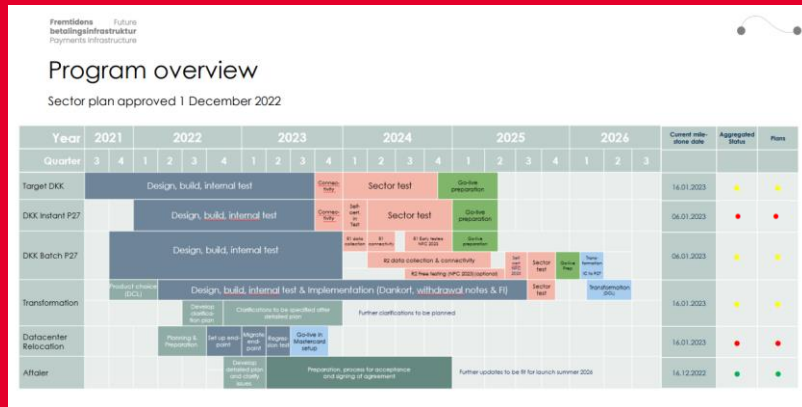 Fremtidens Future
betalingsinfrastruktur
Payments Infrastructure
Program overview
Sector plan approved 1 December 2022
Year 2021 2022 2023 2024 2025 2026 Current mile-stone date Aggregated Status Plans
Quarter 3 4 1 2 3 4 1 2 3 4 1 2 3 4 1 2 3 4 1 2 3
Target DKK Design, build, internal test Connectivity Sector test Go-live preparation 16.01.2023
DKK Instant P27 Design, build, internal test Connectivity Self-cert. in Test Sector test Go-live preparation 06.01.2023
DKK Batch P27 Design, build, internal test R1 data collection R1 connectivity Go-live preparation 06.01.2023
R2 data collection & connectivity Sector test Go-live Prep
R2 free testing (NPC 2023)(optional)
Transformation Product choice (DCL) Design, build, internal test & Implementation (Dankort, withdrawal notes & FI) Sector test Transformation (DCL) 16.01.2023
Develop clarification plan Clarifications to be specified after detailed plan Further clarifications to be planned
Datacenter Relocation Planning & Preparation Set up end-point Migrate end-point Regression test Go-live in Mastercard setup 16.01.2023
Aftaler Develop detailed plan and clarify issues Preparation, process for acceptance and signing of agreement Further updates to be fit for launch summer 2026 16.12.2022